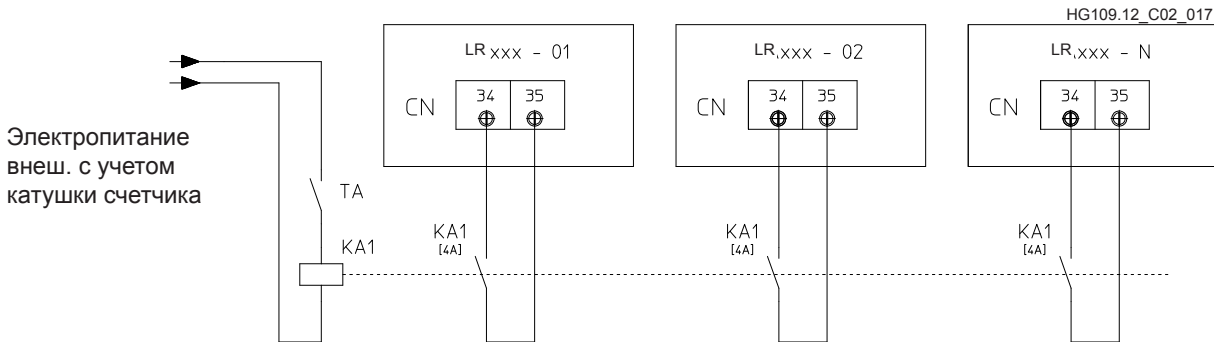 HG109.12_C02_017
LR xxx - 01
LR.xxx - 02
LR.xxx - N
CN 34 35
CN 34 35
CN 34 35
Электропитание
внеш. с учетом
катушки счетчика
TA
KA1
KA1
[4A]
KA1
[4A]
KA1
[4A]